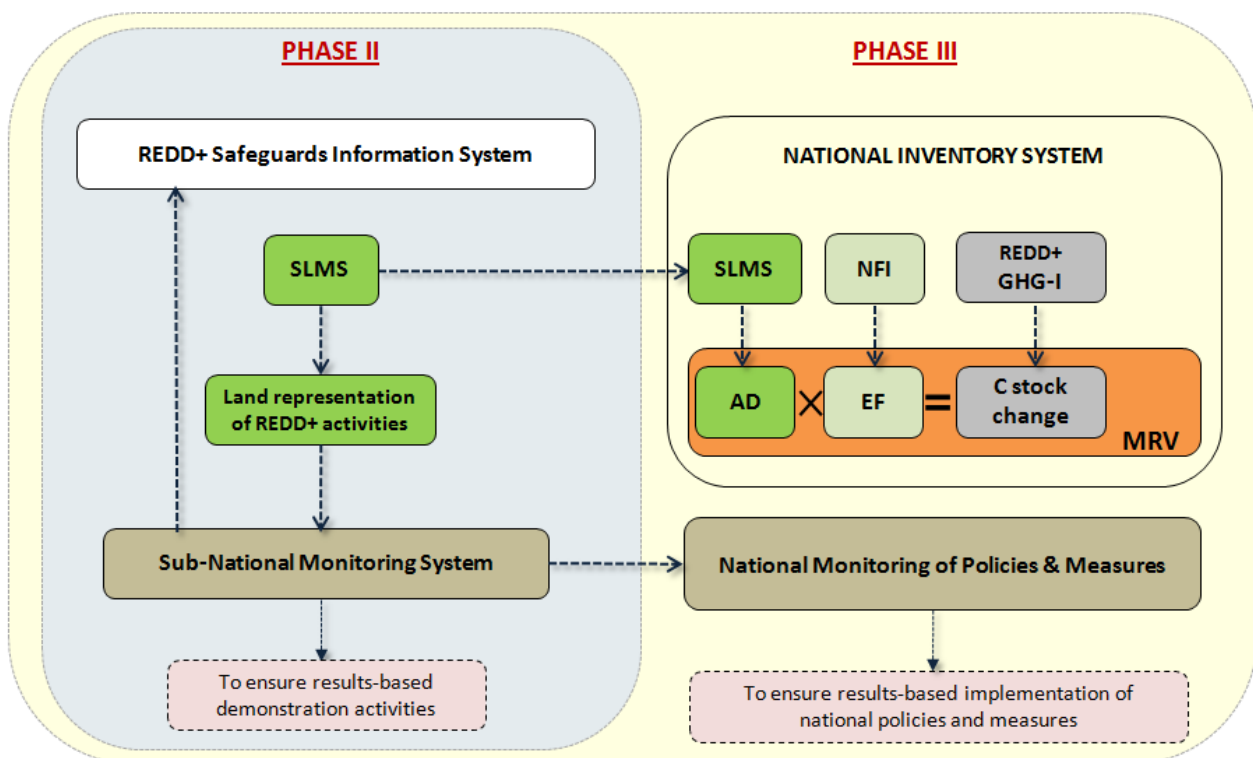 PHASE II
PHASE III
REDD+ Safeguards Information System
NATIONAL INVENTORY SYSTEM
SLMS
SLMS
NFI
REDD+
GHG-I
Land representation
of REDD+ activities
AD
×
EF
=
C stock
change
MRV
Sub-National Monitoring System
National Monitoring of Policies & Measures
To ensure results-based
demonstration activities
To ensure results-based implementation of
national policies and measures